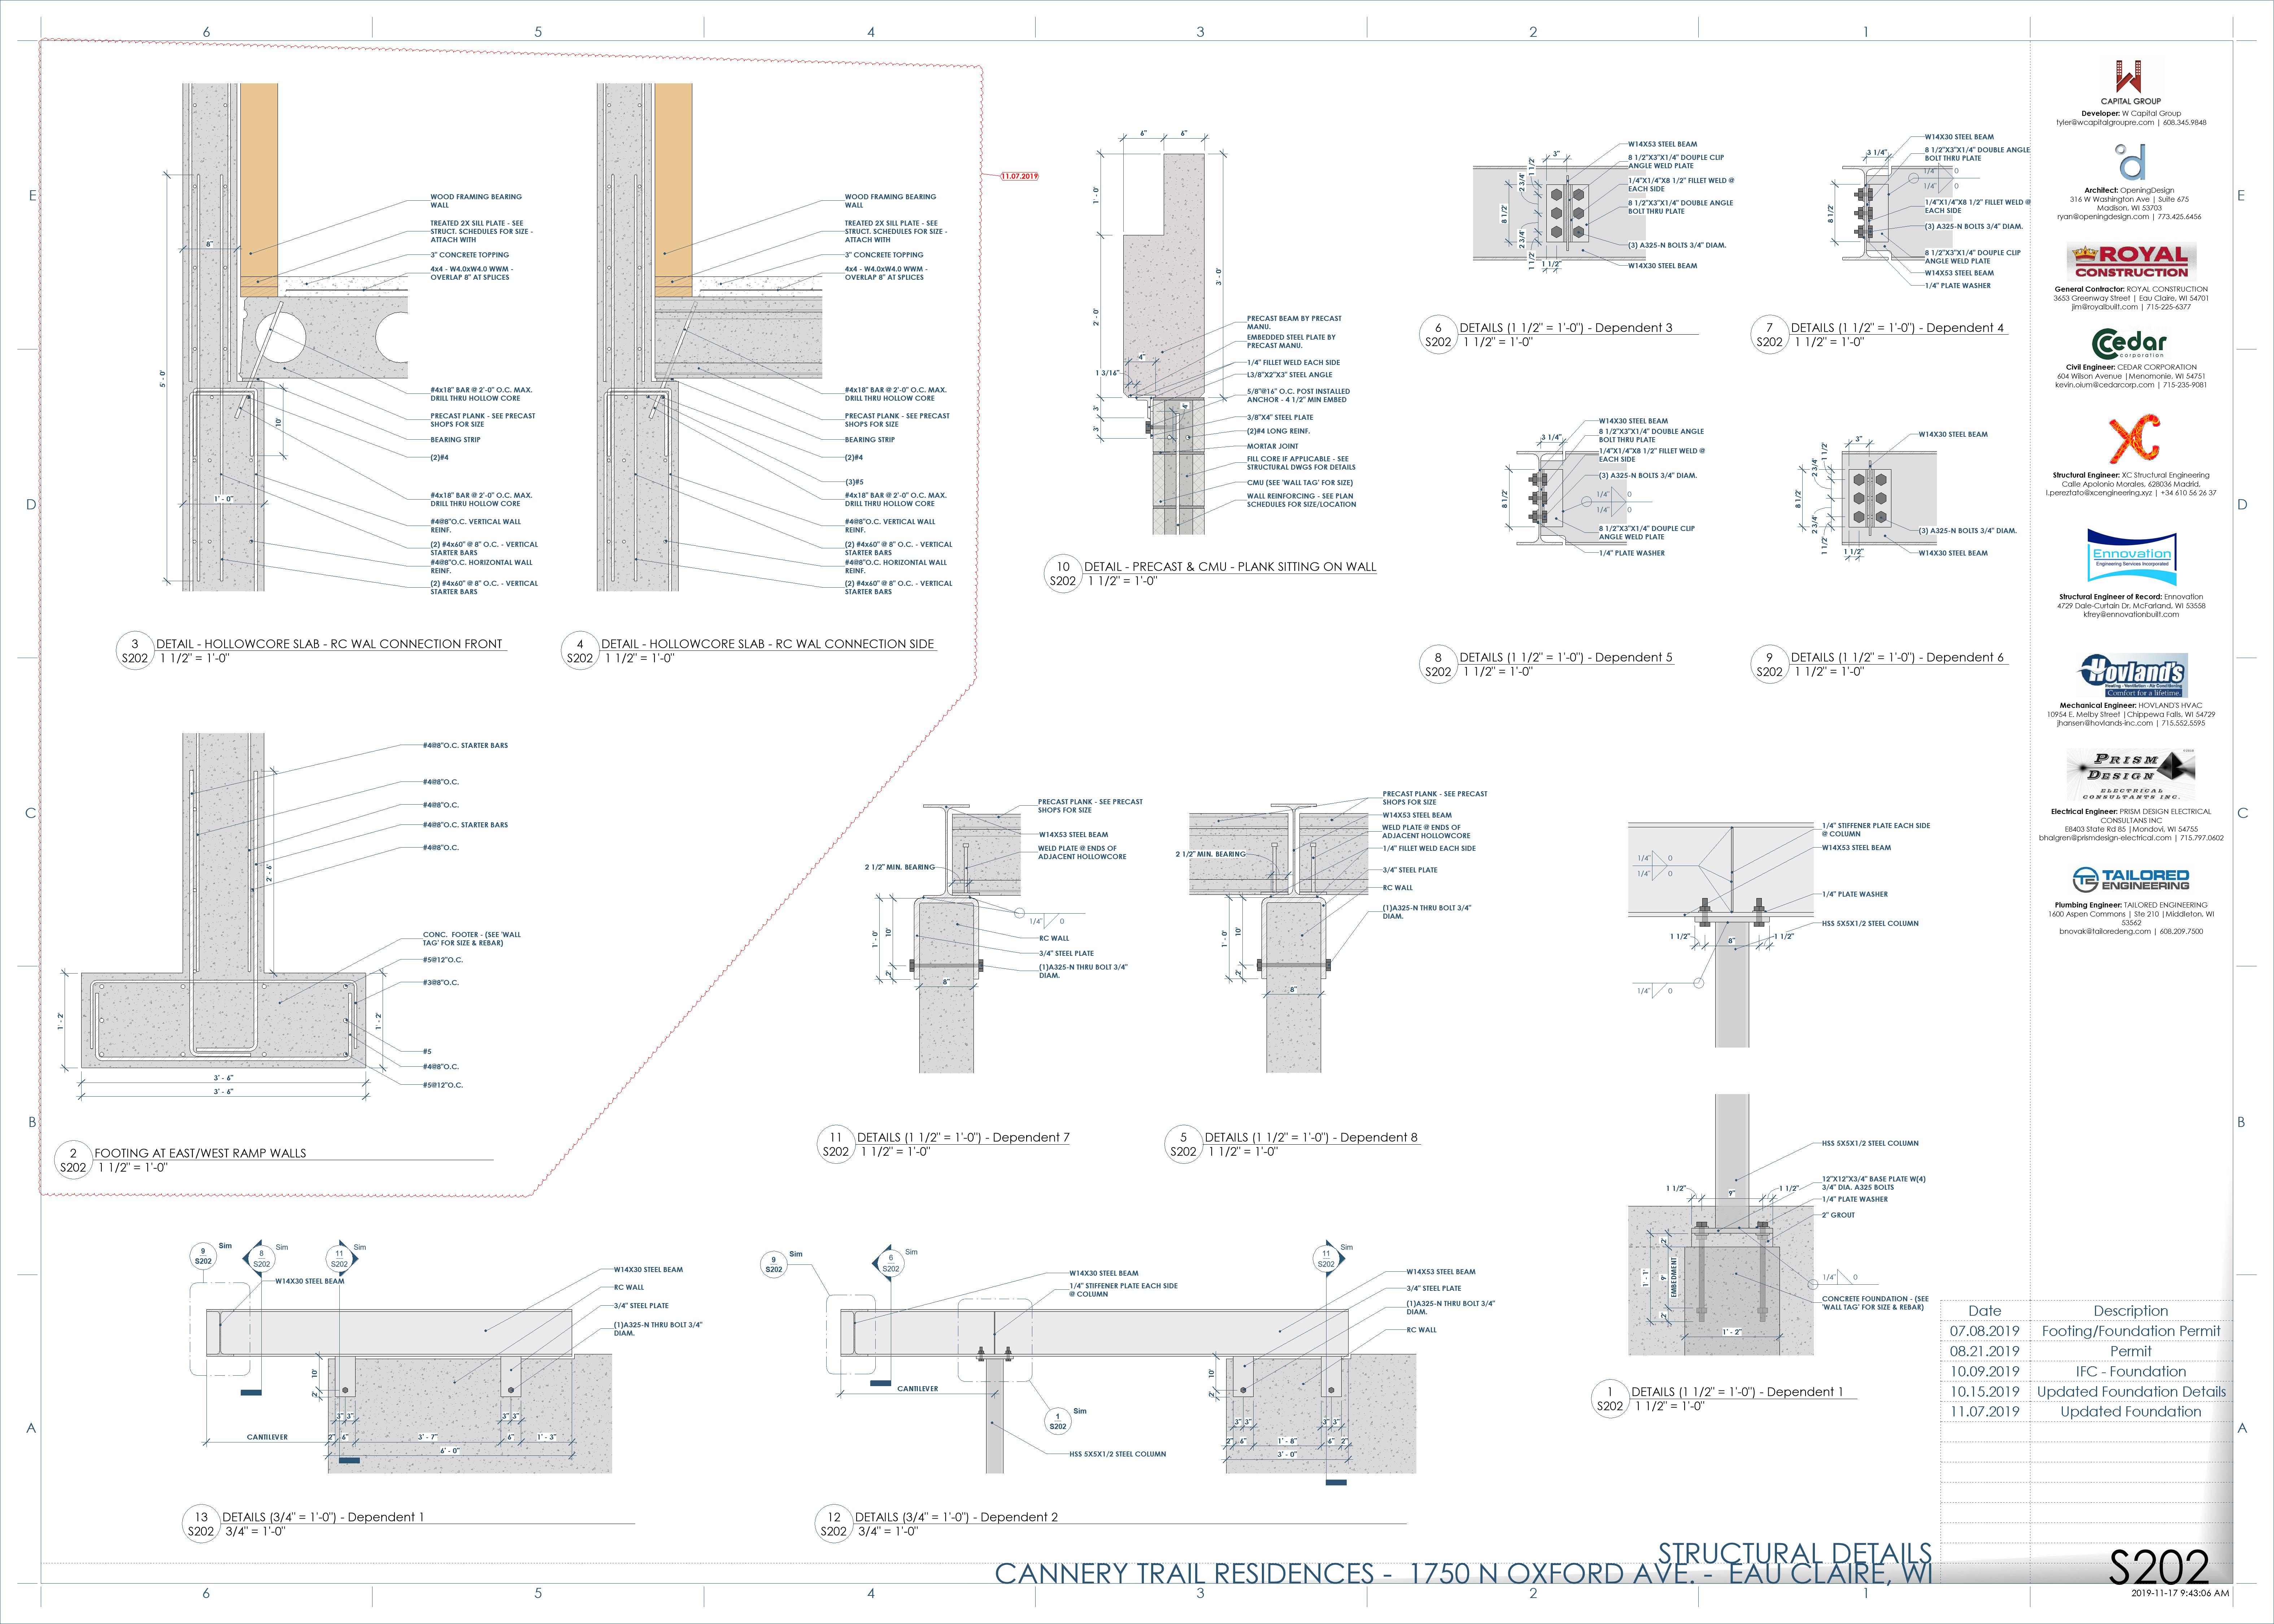 6
5
4
3
2
1
E
D
C
B
A
WOOD FRAMING BEARING
WALL
TREATED 2X SILL PLATE - SEE
STRUCT. SCHEDULES FOR SIZE -
ATTACH WITH
3" CONCRETE TOPPING
4x4 - W4.0xW4.0 WWM -
OVERLAP 8" AT SPLICES
8"
5' - 0"
10"
1' - 0"
#4x18" BAR @ 2'-0" O.C. MAX.
DRILL THRU HOLLOW CORE
PRECAST PLANK - SEE PRECAST
SHOPS FOR SIZE
BEARING STRIP
(2)#4
#4x18" BAR @ 2'-0" O.C. MAX.
DRILL THRU HOLLOW CORE
#4@8"O.C. VERTICAL WALL
REINF.
(2) #4x60" @ 8" O.C. - VERTICAL
STARTER BARS
#4@8"O.C. HORIZONTAL WALL
REINF.
(2) #4x60" @ 8" O.C. - VERTICAL
STARTER BARS
3
S202
DETAIL - HOLLOWCORE SLAB - RC WAL CONNECTION FRONT
1 1/2" = 1'-0"
WOOD FRAMING BEARING
WALL
TREATED 2X SILL PLATE - SEE
STRUCT. SCHEDULES FOR SIZE -
ATTACH WITH
3" CONCRETE TOPPING
4x4 - W4.0xW4.0 WWM -
OVERLAP 8" AT SPLICES
#4x18" BAR @ 2'-0" O.C. MAX.
DRILL THRU HOLLOW CORE
PRECAST PLANK - SEE PRECAST
SHOPS FOR SIZE
BEARING STRIP
(2)#4
(3)#5
#4x18" BAR @ 2'-0" O.C. MAX.
DRILL THRU HOLLOW CORE
#4@8"O.C. VERTICAL WALL
REINF.
(2) #4x60" @ 8" O.C. - VERTICAL
STARTER BARS
#4@8"O.C. HORIZONTAL WALL
REINF.
(2) #4x60" @ 8" O.C. - VERTICAL
STARTER BARS
4
S202
DETAIL - HOLLOWCORE SLAB - RC WAL CONNECTION SIDE
1 1/2" = 1'-0"
11.07.2019
6"
6"
1' - 0"
2' - 0"
3' - 0"
4"
1 3/16"
3"
3"
4"
PRECAST BEAM BY PRECAST
MANU.
EMBEDDED STEEL PLATE BY
PRECAST MANU.
1/4" FILLET WELD EACH SIDE
L3/8"X2"X3" STEEL ANGLE
5/8"@16" O.C. POST INSTALLED
ANCHOR - 4 1/2" MIN EMBED
3/8"X4" STEEL PLATE
(2)#4 LONG REINF.
MORTAR JOINT
FILL CORE IF APPLICABLE - SEE
STRUCTURAL DWGS FOR DETAILS
CMU (SEE 'WALL TAG' FOR SIZE)
WALL REINFORCING - SEE PLAN
SCHEDULES FOR SIZE/LOCATION
10
S202
DETAIL - PRECAST & CMU - PLANK SITTING ON WALL
1 1/2" = 1'-0"
3"
1 1/2"
2 3/4"
8 1/2"
2 3/4"
1 1/2"
1 1/2"
W14X53 STEEL BEAM
8 1/2"X3"X1/4" DOUPLE CLIP
ANGLE WELD PLATE
1/4"X1/4"X8 1/2" FILLET WELD @
EACH SIDE
8 1/2"X3"X1/4" DOUBLE ANGLE
BOLT THRU PLATE
(3) A325-N BOLTS 3/4" DIAM.
W14X30 STEEL BEAM
6
S202
DETAILS (1 1/2" = 1'-0") - Dependent 3
1 1/2" = 1'-0"
3 1/4"
8 1/2"
W14X30 STEEL BEAM
8 1/2"X3"X1/4" DOUBLE ANGLE
BOLT THRU PLATE
1/4" 0
1/4" 0
1/4"X1/4"X8 1/2" FILLET WELD @
EACH SIDE
(3) A325-N BOLTS 3/4" DIAM.
8 1/2"X3"X1/4" DOUPLE CLIP
ANGLE WELD PLATE
W14X53 STEEL BEAM
1/4" PLATE WASHER
7
S202
DETAILS (1 1/2" = 1'-0") - Dependent 4
1 1/2" = 1'-0"
3 1/4"
8 1/2"
W14X30 STEEL BEAM
8 1/2"X3"X1/4" DOUBLE ANGLE
BOLT THRU PLATE
1/4"X1/4"X8 1/2" FILLET WELD @
EACH SIDE
(3) A325-N BOLTS 3/4" DIAM.
1/4" 0
1/4" 0
8 1/2"X3"X1/4" DOUPLE CLIP
ANGLE WELD PLATE
1/4" PLATE WASHER
8
S202
DETAILS (1 1/2" = 1'-0") - Dependent 5
1 1/2" = 1'-0"
3"
1 1/2"
2 3/4"
8 1/2"
2 3/4"
1 1/2"
1 1/2"
W14X30 STEEL BEAM
(3) A325-N BOLTS 3/4" DIAM.
W14X30 STEEL BEAM
9
S202
DETAILS (1 1/2" = 1'-0") - Dependent 6
1 1/2" = 1'-0"
#4@8"O.C. STARTER BARS
#4@8"O.C.
#4@8"O.C.
#4@8"O.C. STARTER BARS
#4@8"O.C.
2' - 6"
CONC. FOOTER - (SEE 'WALL
TAG' FOR SIZE & REBAR)
#5@12"O.C.
#3@8"O.C.
1' - 2"
1' - 2"
#5
#4@8"O.C.
#5@12"O.C.
3' - 6"
3' - 6"
2
S202
FOOTING AT EAST/WEST RAMP WALLS
1 1/2" = 1'-0"
PRECAST PLANK - SEE PRECAST
SHOPS FOR SIZE
W14X53 STEEL BEAM
WELD PLATE @ ENDS OF
ADJACENT HOLLOWCORE
2 1/2" MIN. BEARING
1/4" 0
1' - 0"
10"
2"
8"
RC WALL
3/4" STEEL PLATE
(1)A325-N THRU BOLT 3/4"
DIAM.
11
S202
DETAILS (1 1/2" = 1'-0") - Dependent 7
1 1/2" = 1'-0"
PRECAST PLANK - SEE PRECAST
SHOPS FOR SIZE
W14X53 STEEL BEAM
WELD PLATE @ ENDS OF
ADJACENT HOLLOWCORE
1/4" FILLET WELD EACH SIDE
2 1/2" MIN. BEARING
3/4" STEEL PLATE
RC WALL
(1)A325-N THRU BOLT 3/4"
DIAM.
1' - 0"
10"
2"
8"
5
S202
DETAILS (1 1/2" = 1'-0") - Dependent 8
1 1/2" = 1'-0"
1/4" STIFFENER PLATE EACH SIDE
@ COLUMN
W14X53 STEEL BEAM
1/4" 0
1/4" 0
1/4" PLATE WASHER
HSS 5X5X1/2 STEEL COLUMN
1 1/2"
8"
1 1/2"
1/4" 0
HSS 5X5X1/2 STEEL COLUMN
12"X12"X3/4" BASE PLATE W(4)
3/4" DIA. A325 BOLTS
1/4" PLATE WASHER
2" GROUT
1 1/2"
9"
1 1/2"
2"
1' - 1"
9"
EMBEDMENT
2"
1' - 2"
1/4" 0
CONCRETE FOUNDATION - (SEE
'WALL TAG' FOR SIZE & REBAR)
1
S202
DETAILS (1 1/2" = 1'-0") - Dependent 1
1 1/2" = 1'-0"
9
S202
Sim
8
S202
Sim
11
S202
Sim
W14X30 STEEL BEAM
W14X30 STEEL BEAM
RC WALL
3/4" STEEL PLATE
(1)A325-N THRU BOLT 3/4"
DIAM.
10"
2"
3" 3"
3" 3"
CANTILEVER
2" 6"
3' - 7"
6"
1' - 3"
6' - 0"
13
S202
DETAILS (3/4" = 1'-0") - Dependent 1
3/4" = 1'-0"
9
S202
Sim
6
S202
Sim
11
S202
Sim
W14X30 STEEL BEAM
1/4" STIFFENER PLATE EACH SIDE
@ COLUMN
W14X53 STEEL BEAM
3/4" STEEL PLATE
(1)A325-N THRU BOLT 3/4"
DIAM.
RC WALL
CANTILEVER
1
S202
Sim
HSS 5X5X1/2 STEEL COLUMN
10"
2"
3" 3"
3" 3"
2" 6"
1' - 8"
6" 2"
3' - 0"
12
S202
DETAILS (3/4" = 1'-0") - Dependent 2
3/4" = 1'-0"
CAPITAL GROUP
Developer: W Capital Group
tyler@wcapitalgroupre.com | 608.345.9848
Architect: OpeningDesign
316 W Washington Ave | Suite 675
Madison, WI 53703
ryan@openingdesign.com | 773.425.6456
ROYAL
CONSTRUCTION
General Contractor: ROYAL CONSTRUCTION
3653 Greenway Street | Eau Claire, WI 54701
jim@royalbuilt.com | 715-225-6377
Cedar
corporation
Civil Engineer: CEDAR CORPORATION
604 Wilson Avenue |Menomonie, WI 54751
kevin.oium@cedarcorp.com | 715-235-9081
XC
Structural Engineer: XC Structural Engineering
Calle Apolonio Morales, 628036 Madrid,
l.pereztato@xcengineering.xyz | +34 610 56 26 37
Ennovation
Engineering Services Incorporated
Structural Engineer of Record: Ennovation
4729 Dale-Curtain Dr, McFarland, WI 53558
kfrey@ennovationbuilt.com
Hovland's
Heating - Ventilation - Air Conditioning
Comfort for a lifetime.
Mechanical Engineer: HOVLAND'S HVAC
10954 E. Melby Street |Chippewa Falls, WI 54729
jhansen@hovlands-inc.com | 715.552.5595
PRISM
DESIGN
ELECTRICAL
CONSULTANTS INC.
Electrical Engineer: PRISM DESIGN ELECTRICAL
CONSULTANS INC
E8403 State Rd 85 |Mondovi, WI 54755
bhalgren@prismdesign-electrical.com | 715.797.0602
TE TAILORED
ENGINEERING
Plumbing Engineer: TAILORED ENGINEERING
1600 Aspen Commons | Ste 210 |Middleton, WI
53562
bnovak@tailoredeng.com | 608.209.7500
Date Description
07.08.2019 Footing/Foundation Permit
08.21.2019 Permit
10.09.2019 IFC - Foundation
10.15.2019 Updated Foundation Details
11.07.2019 Updated Foundation
STRUCTURAL DETAILS
CANNERY TRAIL RESIDENCES - 1750 N OXFORD AVE. - EAU CLAIRE, WI
S202
2019-11-17 9:43:06 AM
E
D
C
B
A
6
5
4
3
2
1